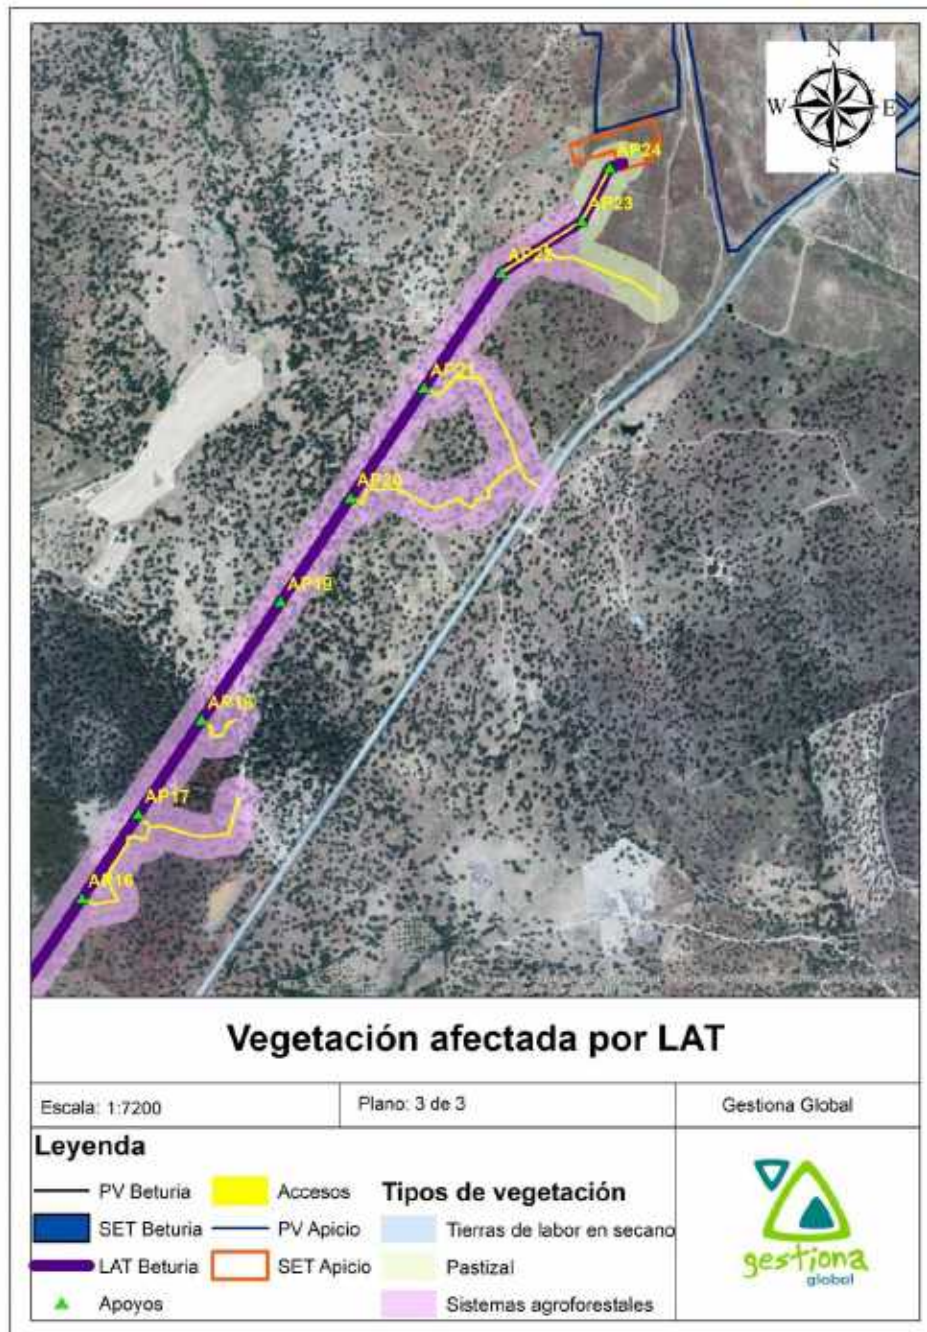 N
W E
S
AP24
AP23
AP22
AP21
AP20
AP19
AP18
AP17
AP16
Vegetación afectada por LAT
Escala: 1:7200
Plano: 3 de 3
Gestiona Global
Leyenda
PV Beturia
Accesos
Tipos de vegetación
SET Beturia
PV Apicio
Tierras de labor en secano
LAT Beturia
SET Apicio
Pastizal
Apoyos
Sistemas agroforestales
gestiona
global